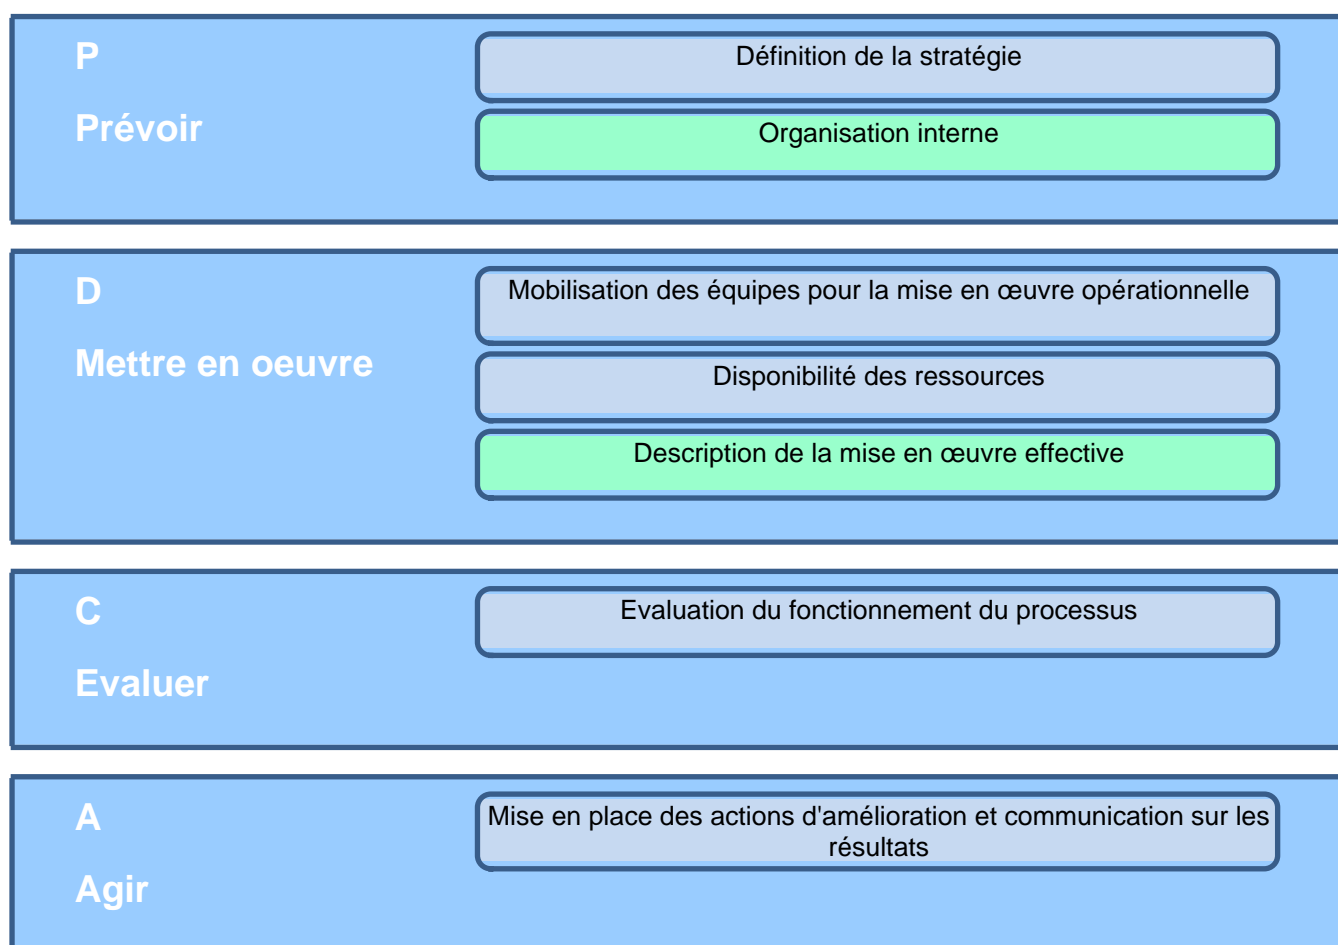 P
Prévoir
Définition de la stratégie
Organisation interne
D
Mettre en oeuvre
Mobilisation des équipes pour la mise en œuvre opérationnelle
Disponibilité des ressources
Description de la mise en œuvre effective
C
Evaluer
Evaluation du fonctionnement du processus
A
Agir
Mise en place des actions d'amélioration et communication sur les
résultats